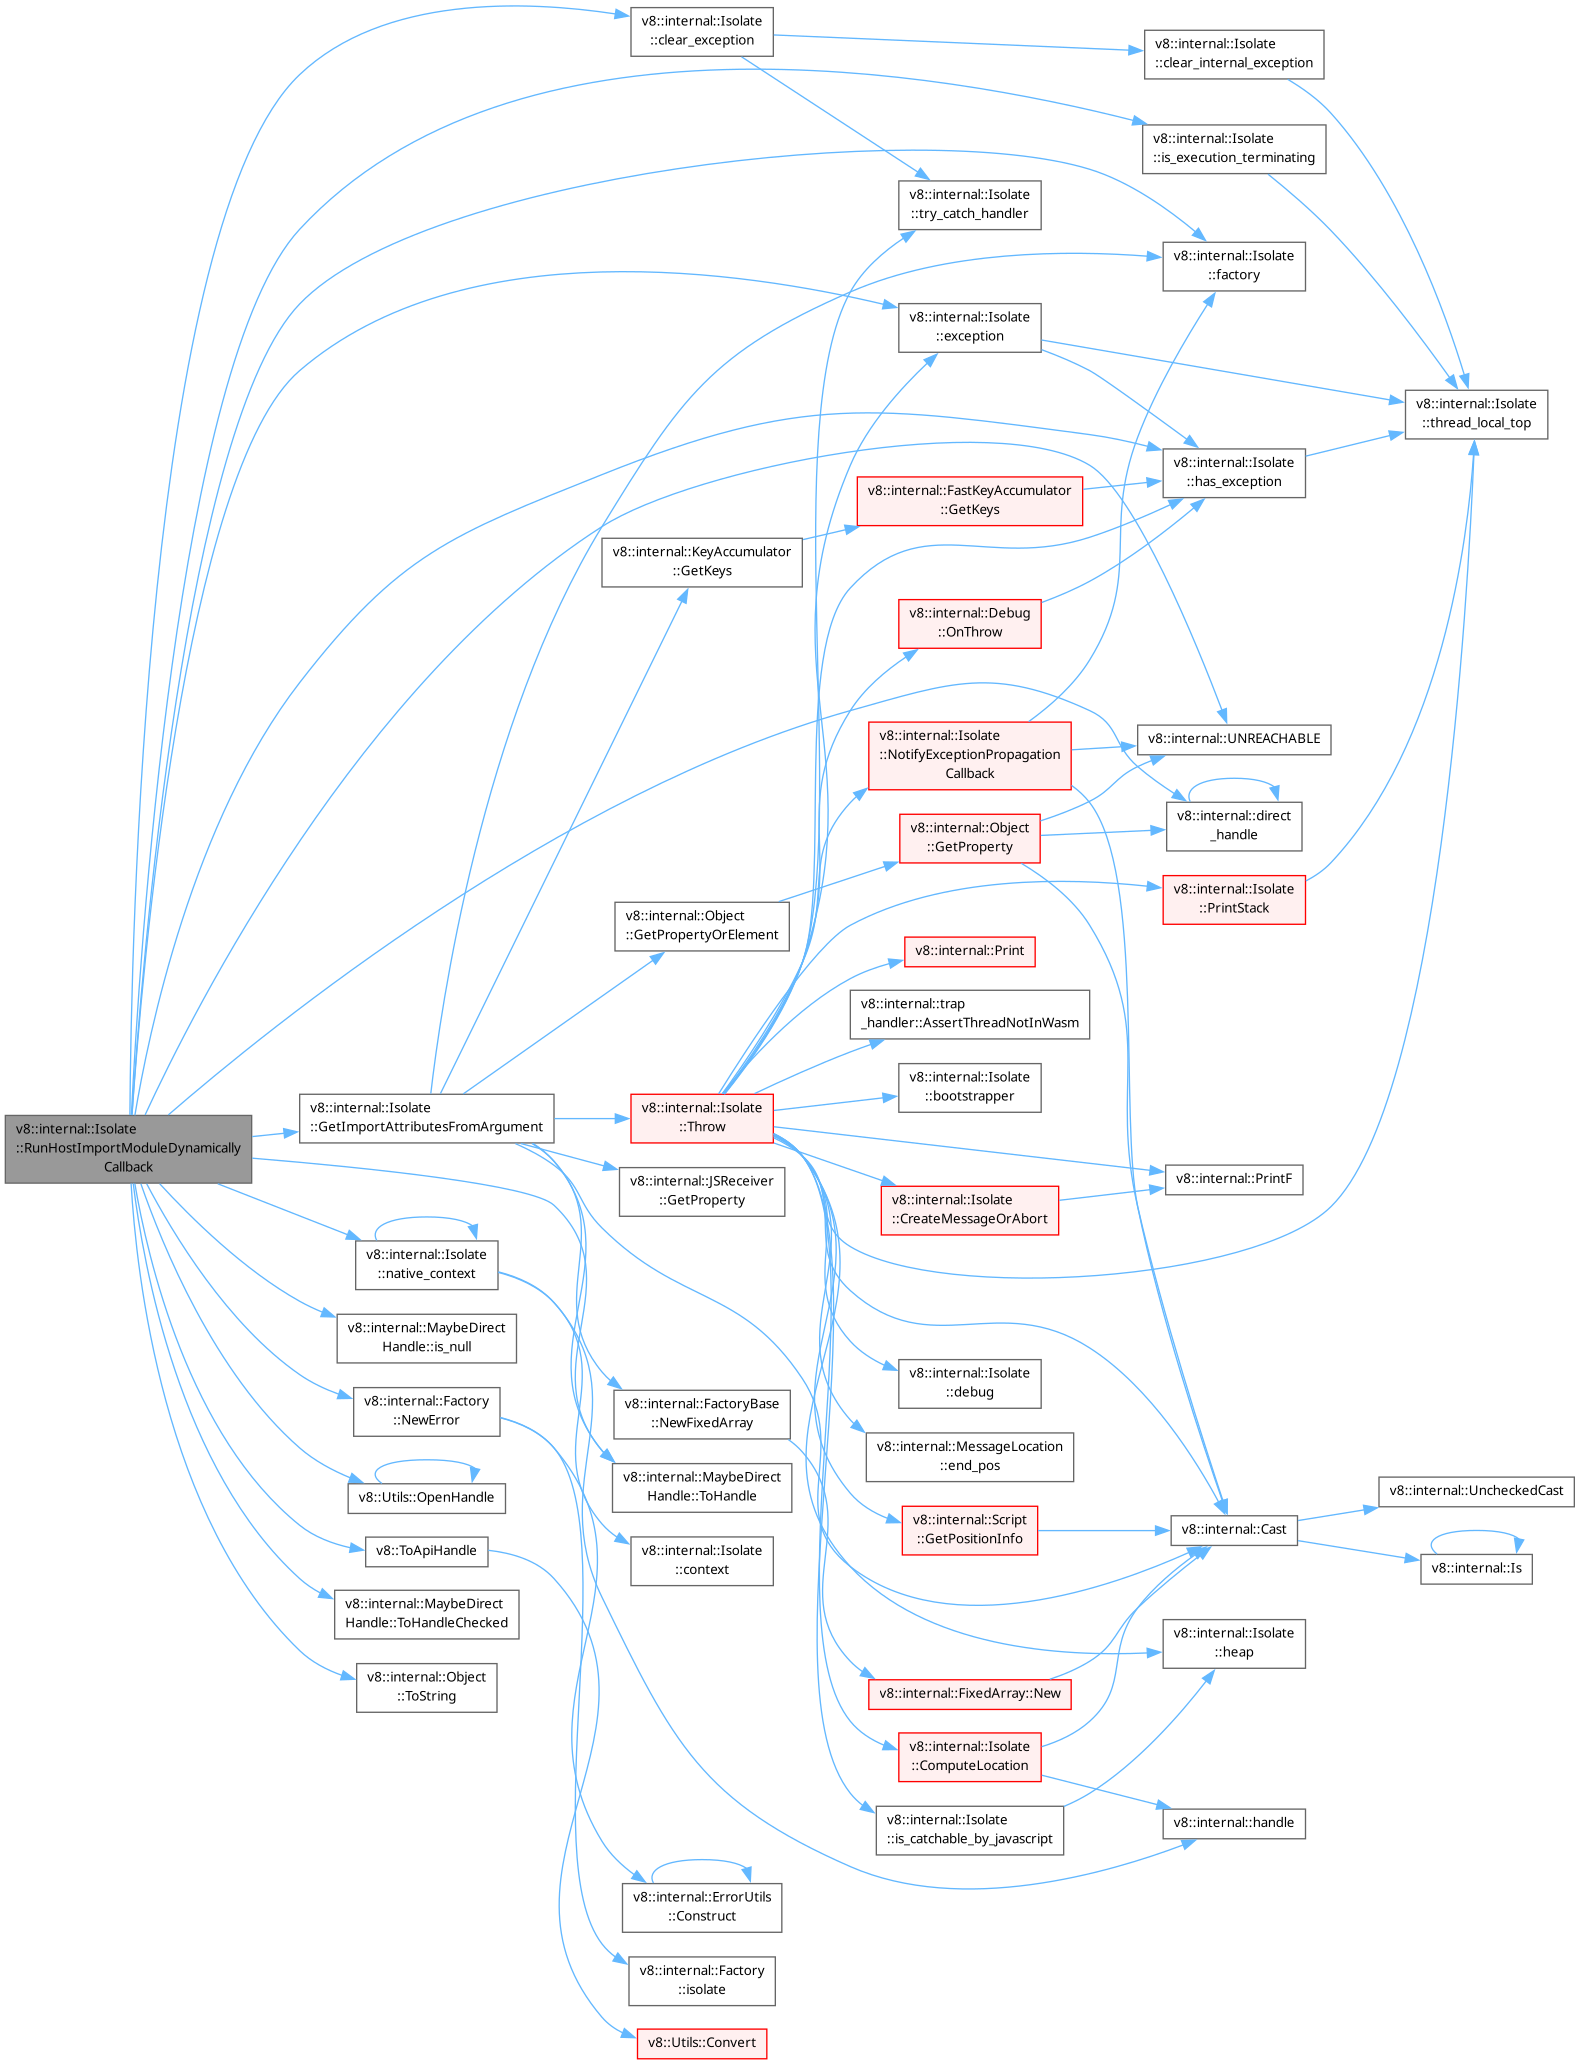 v8::internal::Isolate
::clear_exception
v8::internal::Isolate
::clear_internal_exception
v8::internal::Isolate
::is_execution_terminating
v8::internal::Isolate
::try_catch_handler
v8::internal::Isolate
::factory
v8::internal::Isolate
::exception
v8::internal::Isolate
::thread_local_top
v8::internal::Isolate
::has_exception
v8::internal::FastKeyAccumulator
::GetKeys
v8::internal::KeyAccumulator
::GetKeys
v8::internal::Debug
::OnThrow
v8::internal::Isolate
::NotifyExceptionPropagation
Callback
v8::internal::UNREACHABLE
v8::internal::direct
_handle
v8::internal::Object
::GetProperty
v8::internal::Isolate
::PrintStack
v8::internal::Object
::GetPropertyOrElement
v8::internal::Print
v8::internal::trap
_handler::AssertThreadNotInWasm
v8::internal::Isolate
::bootstrapper
v8::internal::Isolate
::GetImportAttributesFromArgument
v8::internal::Isolate
::Throw
v8::internal::Isolate
::RunHostImportModuleDynamically
Callback
v8::internal::JSReceiver
::GetProperty
v8::internal::PrintF
v8::internal::Isolate
::CreateMessageOrAbort
v8::internal::Isolate
::native_context
v8::internal::MaybeDirect
Handle::is_null
v8::internal::Isolate
::debug
v8::internal::Factory
::NewError
v8::internal::FactoryBase
::NewFixedArray
v8::internal::MessageLocation
::end_pos
v8::internal::MaybeDirect
Handle::ToHandle
v8::Utils::OpenHandle
v8::internal::UncheckedCast
v8::internal::Script
::GetPositionInfo
v8::internal::Cast
v8::ToApiHandle
v8::internal::Isolate
::context
v8::internal::Is
v8::internal::MaybeDirect
Handle::ToHandleChecked
v8::internal::Isolate
::heap
v8::internal::Object
::ToString
v8::internal::FixedArray::New
v8::internal::Isolate
::ComputeLocation
v8::internal::Isolate
::is_catchable_by_javascript
v8::internal::handle
v8::internal::ErrorUtils
::Construct
v8::internal::Factory
::isolate
v8::Utils::Convert